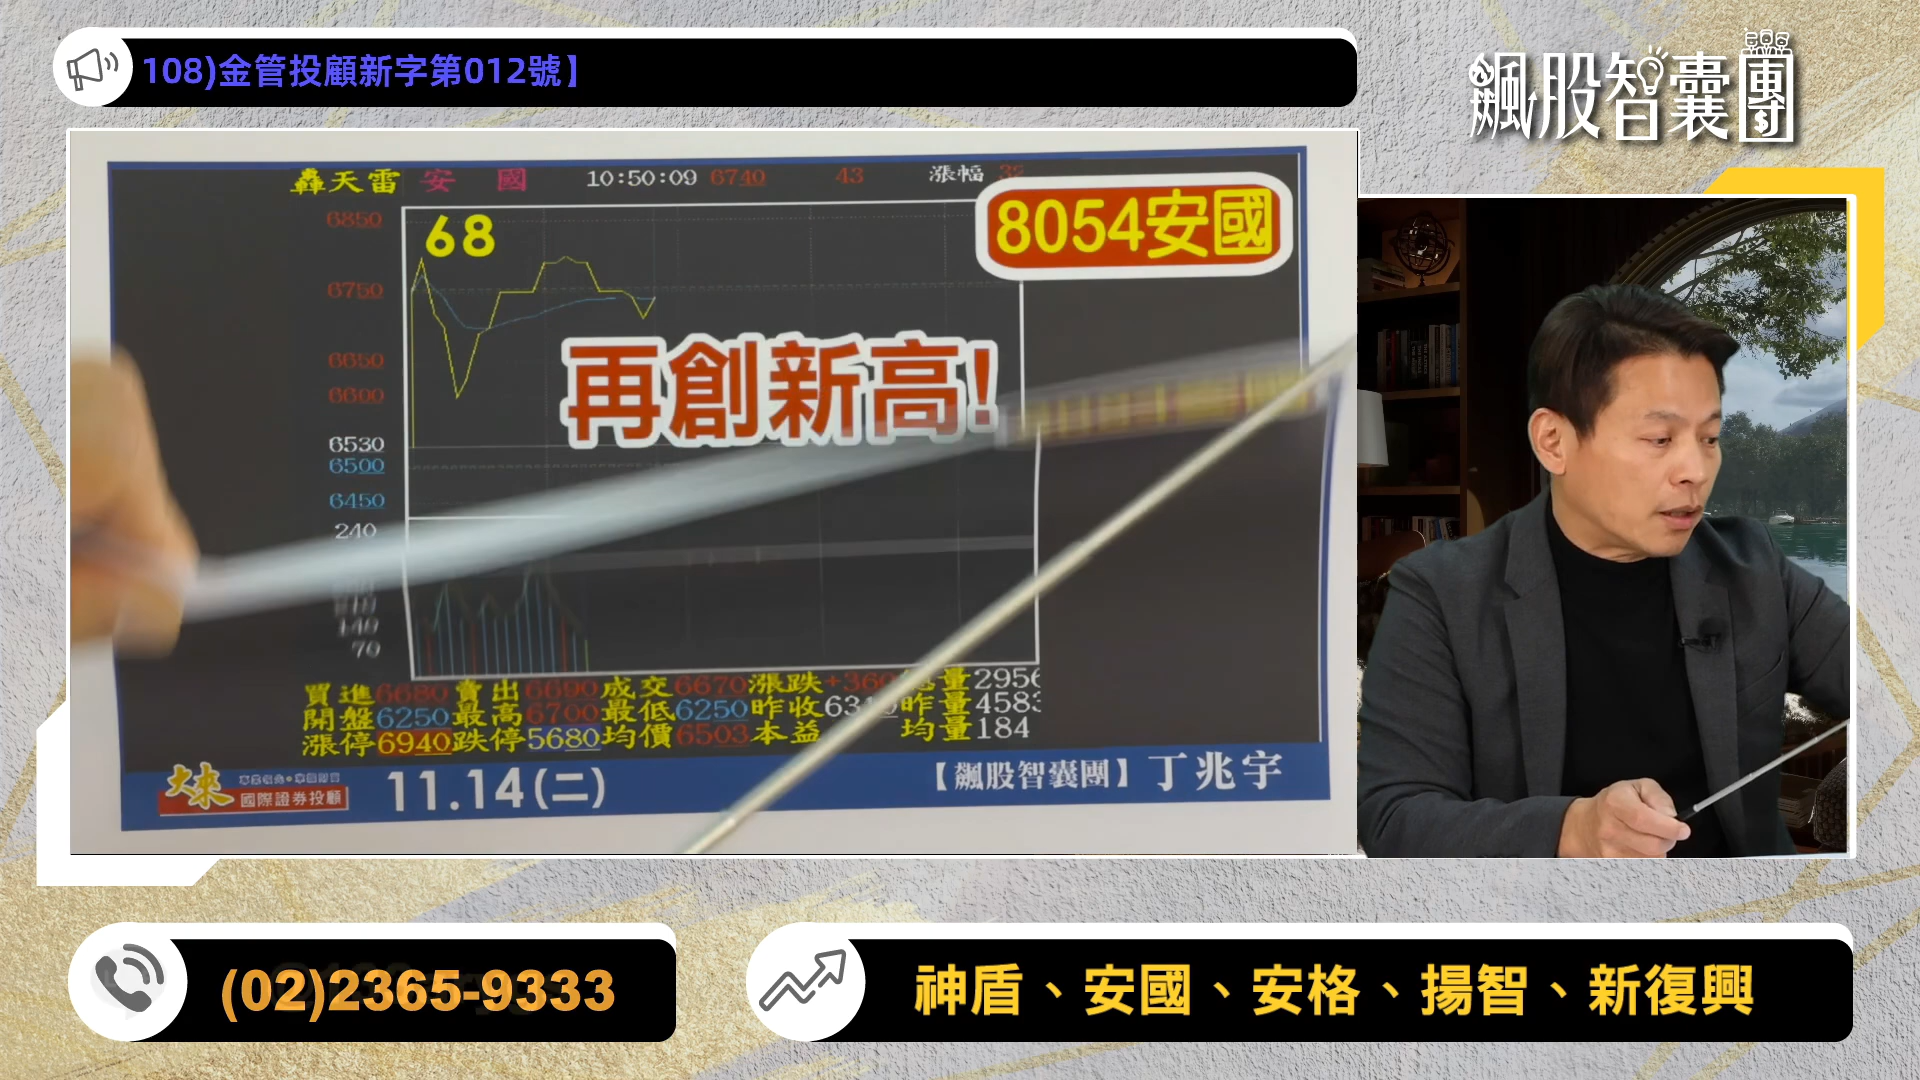 108)金管投顧新字第012號】
飆股智囊團
轟天雷 安國 10:50:09 6740 43 漲幅
8054安國
68
6850
6750
6650
6600
6530
6500
6450
240
140
70
再創新高!
買進6680賣出6690成交6670漲跌+360總量2956
開盤6250最高6700最低6250昨收63 昨量4583
漲停6940跌停5680均價6503本益 均量184
大來國際證券投顧
11.14(二)
【飆股智囊團】丁兆宇
(02)2365-9333
神盾、安國、安格、揚智、新復興